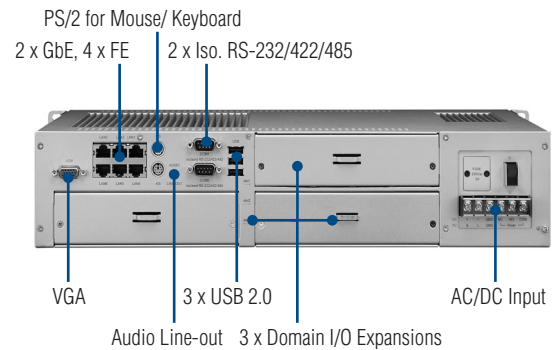 PS/2 for Mouse/ Keyboard
2 x GbE, 4 x FE
2 x Iso. RS-232/422/485
VGA
3 x USB 2.0
AC/DC Input
Audio Line-out
3 x Domain I/O Expansions